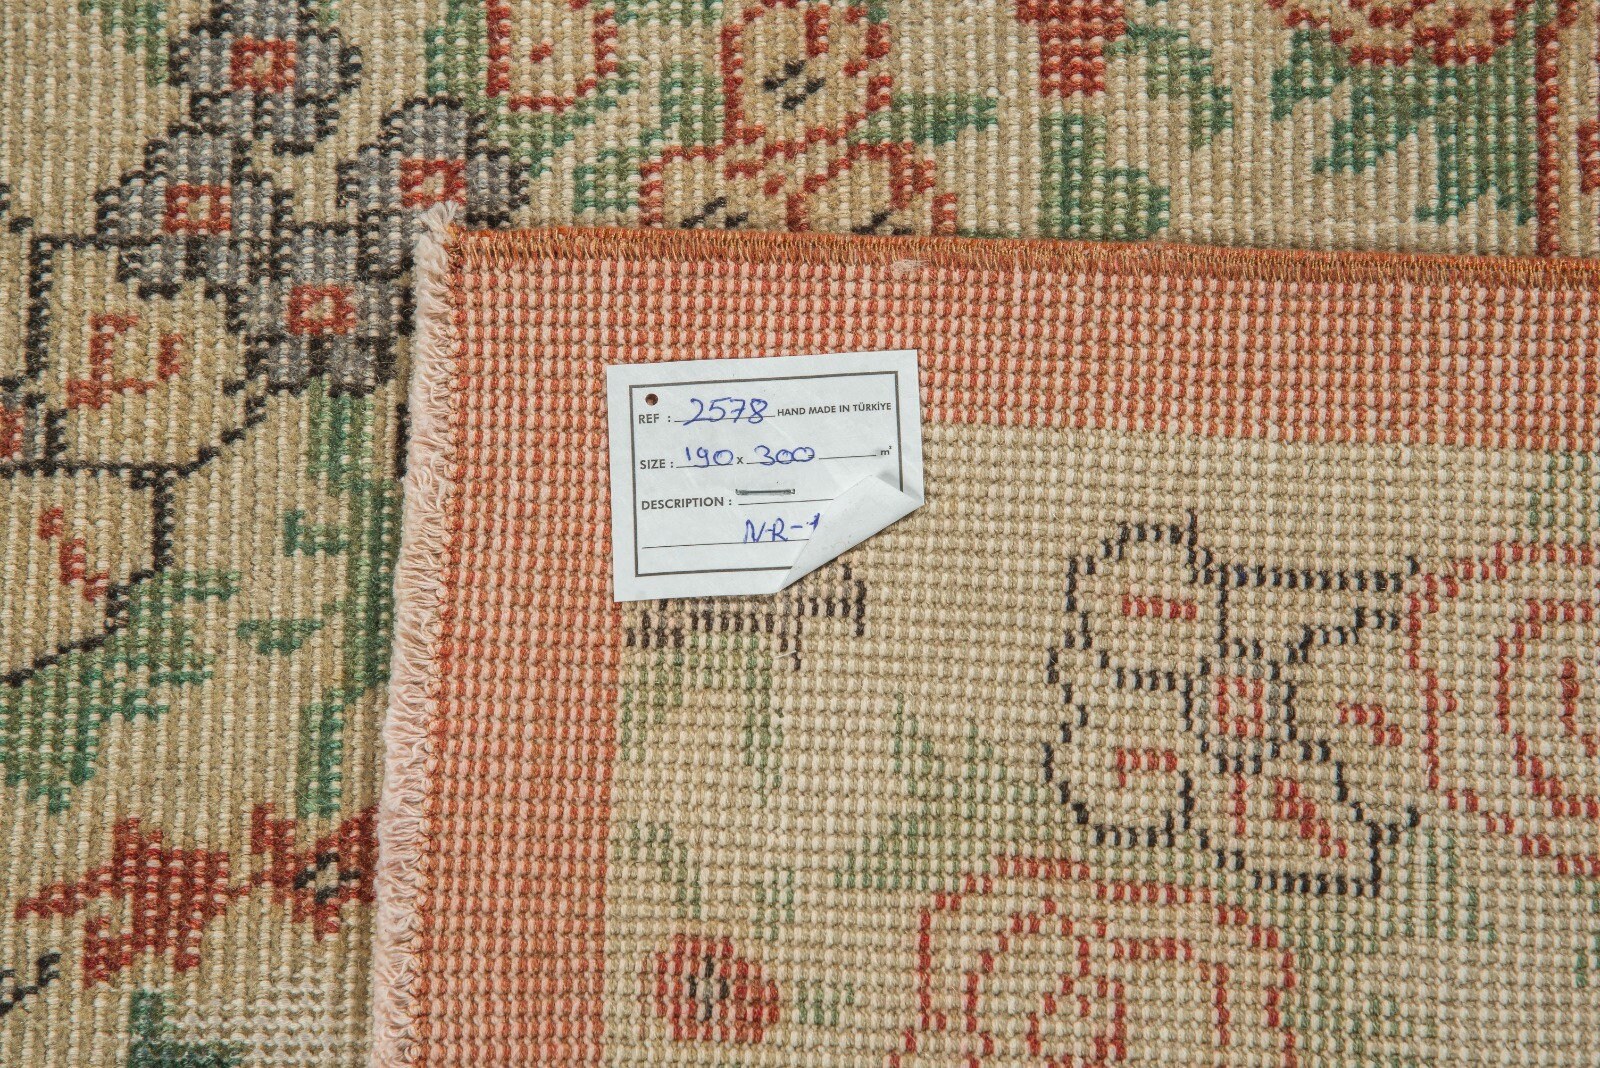 REF : 2578 HAND MADE IN TÜRKİYE
SIZE : 190 x 300 m²
DESCRIPTION :